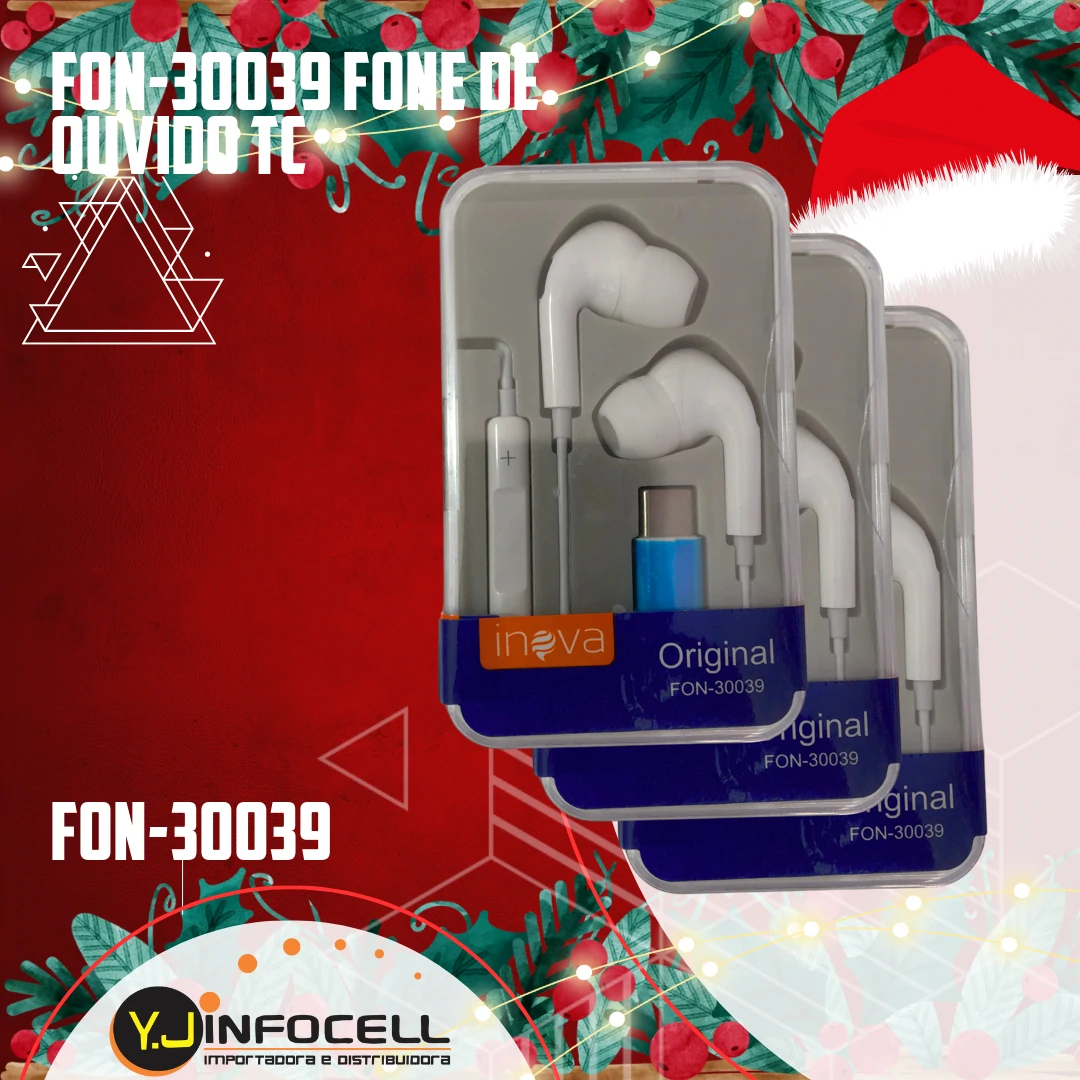 FON-30039 FONE DE
OUVIDO TC
+
inova
Original
FON-30039
riginal
FON-30039
riginal
FON-30039
FON-30039
Y.J INFOCELL
IMPORTADORA E DISTRIBUIDORA